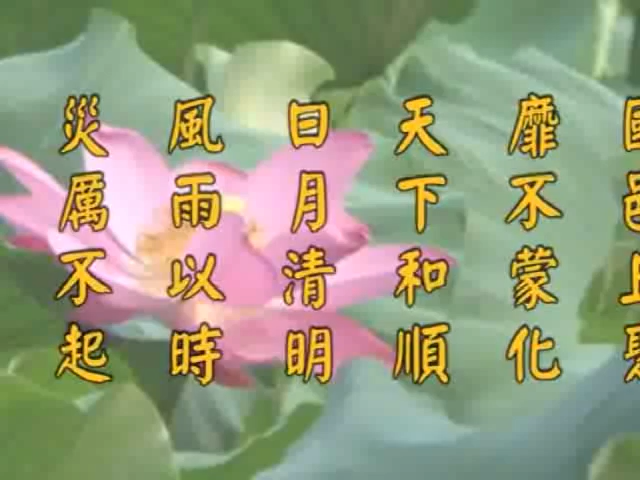 靡不蒙化
天下和順
日月清明
風雨以時
災厲不起